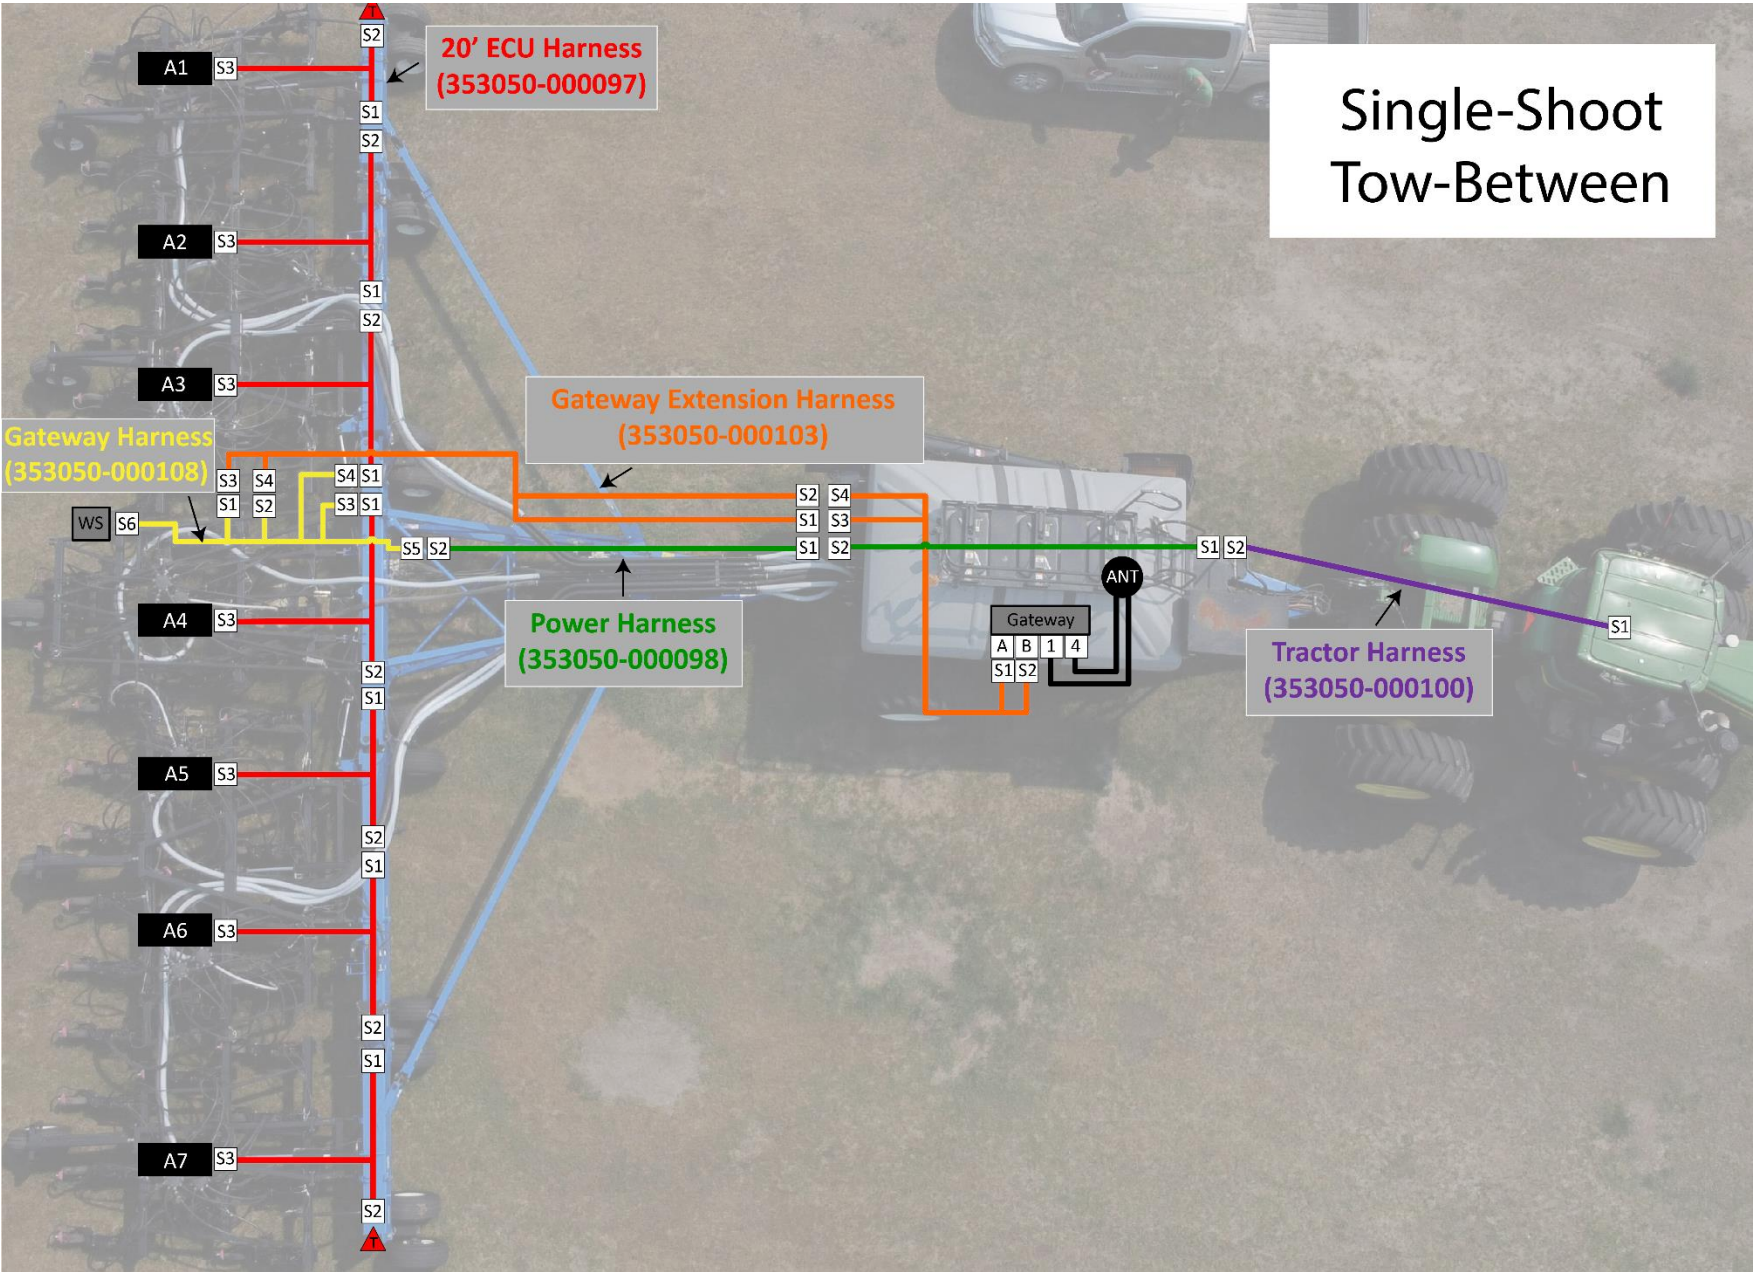 T
S2
20' ECU Harness
(353050-000097)
Single-Shoot
Tow-Between
A1 S3
S1
S2
A2 S3
S1
S2
A3 S3
Gateway Extension Harness
(353050-000103)
Gateway Harness
(353050-000108)
S3 S4 S4 S1
S1 S2 S3 S1
S2 S4
S1 S3
WS S6
S5 S2 S1 S2 S1 S2
ANT
Gateway
A B 1 4
S1 S2
Power Harness
(353050-000098)
Tractor Harness
(353050-000100)
S1
A4 S3
S2
S1
A5 S3
S2
S1
A6 S3
S2
S1
A7 S3
S2
T